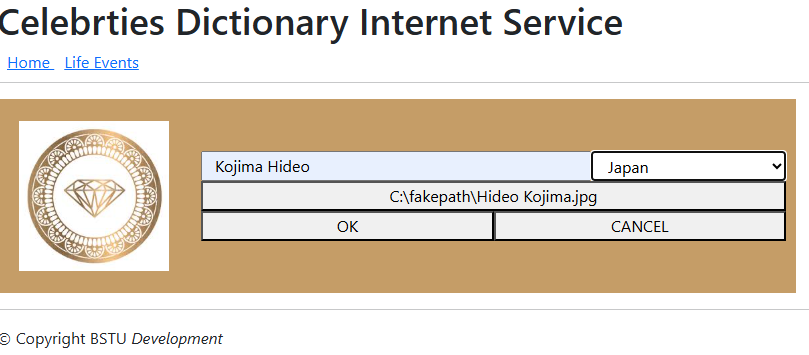 Celebrties Dictionary Internet Service
Home Life Events
Kojima Hideo Japan
C:\fakepath\Hideo Kojima.jpg
OK CANCEL
© Copyright BSTU Development